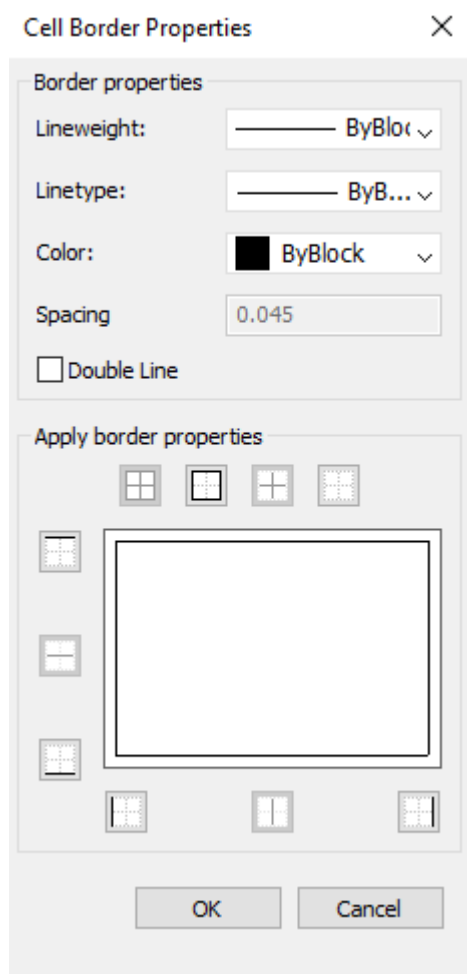 Cell Border Properties
Border properties
Lineweight: ByBloc
Linetype: ByB...
Color: ByBlock
Spacing 0.045
Double Line
Apply border properties
OK Cancel